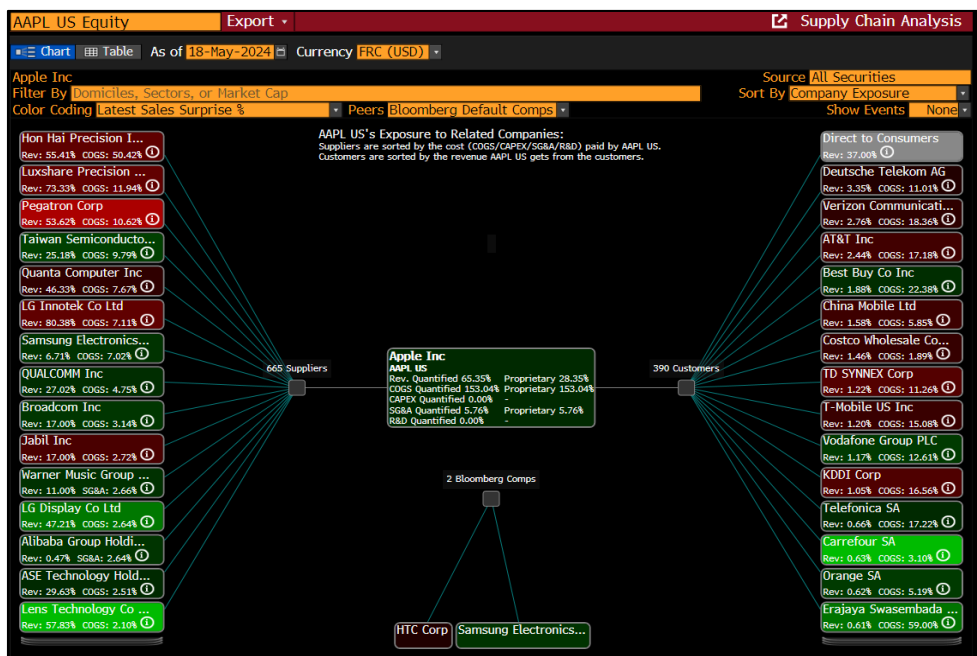 AAPL US Equity Export Supply Chain Analysis
Chart Table As of 18-May-2024 Currency FRC (USD)
Apple Inc Source All Securities
Filter By Domiciles, Sectors, or Market Cap Sort By Company Exposure
Color Coding Latest Sales Surprise % Peers Bloomberg Default Comps Show Events None
AAPL US's Exposure to Related Companies:
Suppliers are sorted by the cost (COGS/CAPEX/SG&A/R&D) paid by AAPL US.
Customers are sorted by the revenue AAPL US gets from the customers.
Hon Hai Precision I...
Rev: 55.41% COGS: 50.42%
Luxshare Precision ...
Rev: 73.33% COGS: 11.94%
Pegatron Corp
Rev: 53.62% COGS: 10.62%
Taiwan Semiconducto...
Rev: 25.18% COGS: 9.79%
Quanta Computer Inc
Rev: 46.33% COGS: 7.67%
LG Innotek Co Ltd
Rev: 80.38% COGS: 7.11%
Samsung Electronics...
Rev: 6.71% COGS: 7.02%
QUALCOMM Inc
Rev: 27.02% COGS: 4.75%
Broadcom Inc
Rev: 17.00% COGS: 3.14%
Jabil Inc
Rev: 17.00% COGS: 2.72%
Warner Music Group ...
Rev: 11.00% SG&A: 2.66%
LG Display Co Ltd
Rev: 47.21% COGS: 2.64%
Alibaba Group Holdi...
Rev: 0.47% SG&A: 2.64%
ASE Technology Hold...
Rev: 29.63% COGS: 2.51%
Lens Technology Co ...
Rev: 57.83% COGS: 2.10%
665 Suppliers
Apple Inc
AAPL US
Rev. Quantified 65.35% Proprietary 28.35%
COGS Quantified 153.04% Proprietary 153.04%
CAPEX Quantified 0.00% -
SG&A Quantified 5.76% Proprietary 5.76%
R&D Quantified 0.00% -
390 Customers
2 Bloomberg Comps
HTC Corp Samsung Electronics...
Direct to Consumers
Rev: 37.00%
Deutsche Telekom AG
Rev: 3.35% COGS: 11.01%
Verizon Communicati...
Rev: 2.76% COGS: 18.36%
AT&T Inc
Rev: 2.44% COGS: 17.18%
Best Buy Co Inc
Rev: 1.88% COGS: 22.38%
China Mobile Ltd
Rev: 1.58% COGS: 5.85%
Costco Wholesale Co...
Rev: 1.46% COGS: 1.89%
TD SYNNEX Corp
Rev: 1.22% COGS: 11.26%
T-Mobile US Inc
Rev: 1.20% COGS: 15.08%
Vodafone Group PLC
Rev: 1.17% COGS: 12.61%
KDDI Corp
Rev: 1.05% COGS: 16.56%
Telefonica SA
Rev: 0.66% COGS: 17.22%
Carrefour SA
Rev: 0.63% COGS: 3.10%
Orange SA
Rev: 0.62% COGS: 5.19%
Erajaya Swasembada ...
Rev: 0.61% COGS: 59.00%